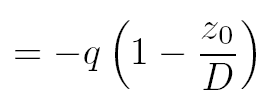 = -q \left( 1 - \frac{z_0}{D} \right)